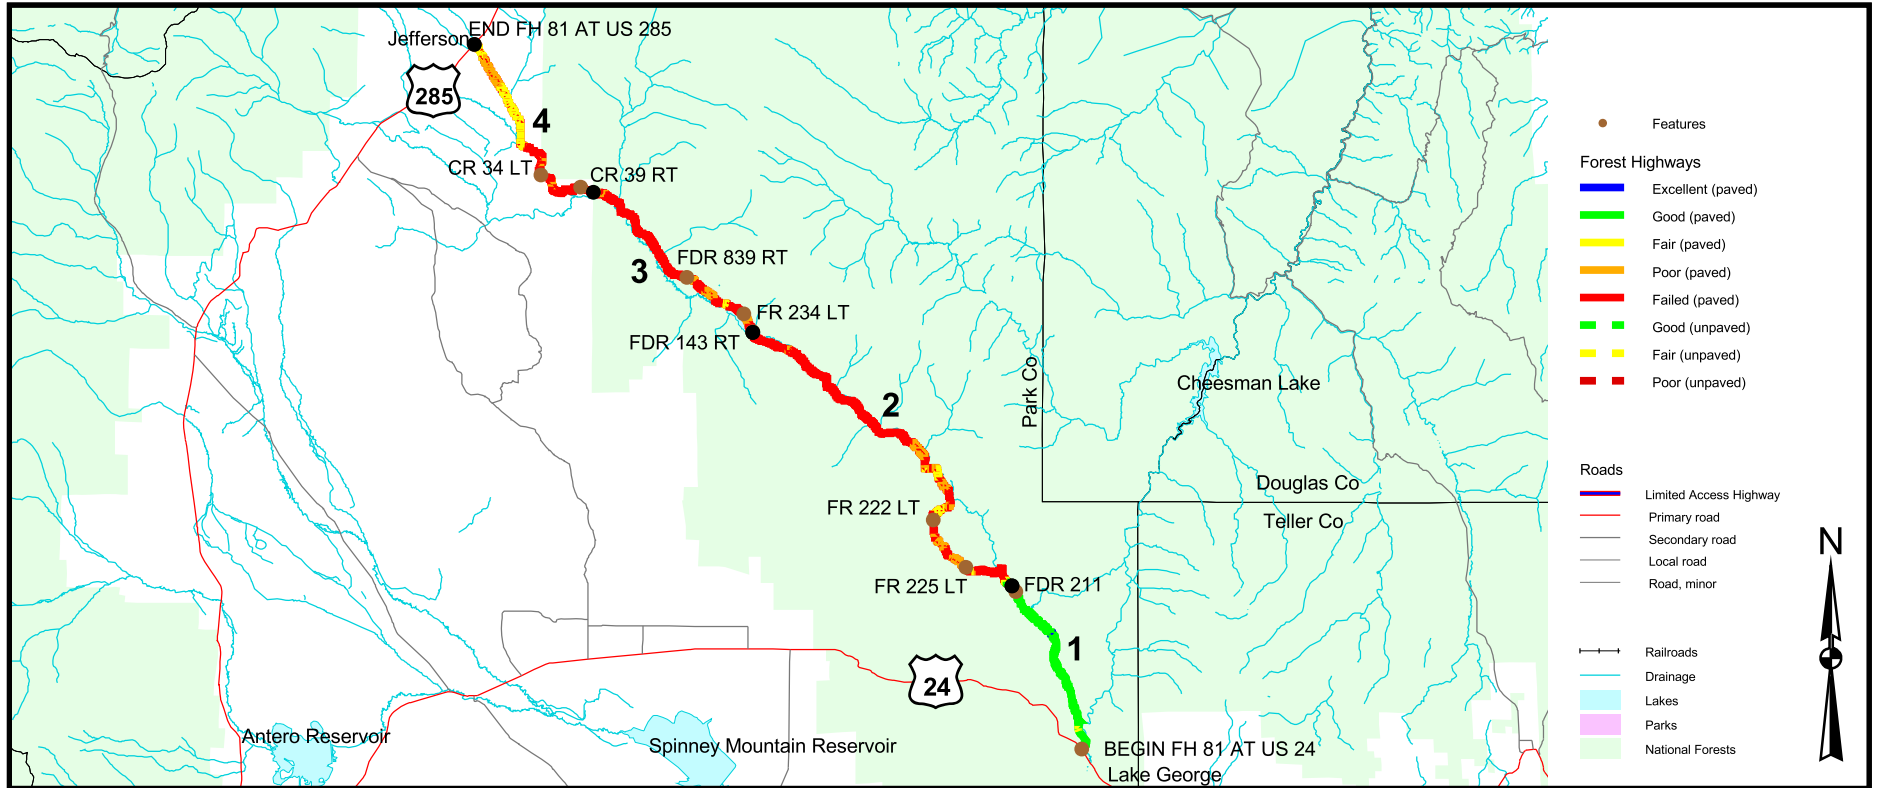 END FH 81 AT US 285
Jefferson
285
4
CR 34 LT
CR 39 RT
FDR 839 RT
3
FR 234 LT
FDR 143 RT
2
Park Co
Cheesman Lake
Douglas Co
Teller Co
FR 222 LT
FR 225 LT
FDR 211
1
24
Antero Reservoir
Spinney Mountain Reservoir
BEGIN FH 81 AT US 24
Lake George
Features
Forest Highways
Excellent (paved)
Good (paved)
Fair (paved)
Poor (paved)
Failed (paved)
Good (unpaved)
Fair (unpaved)
Poor (unpaved)
Roads
Limited Access Highway
Primary road
Secondary road
Local road
Road, minor
Railroads
Drainage
Lakes
Parks
National Forests
N